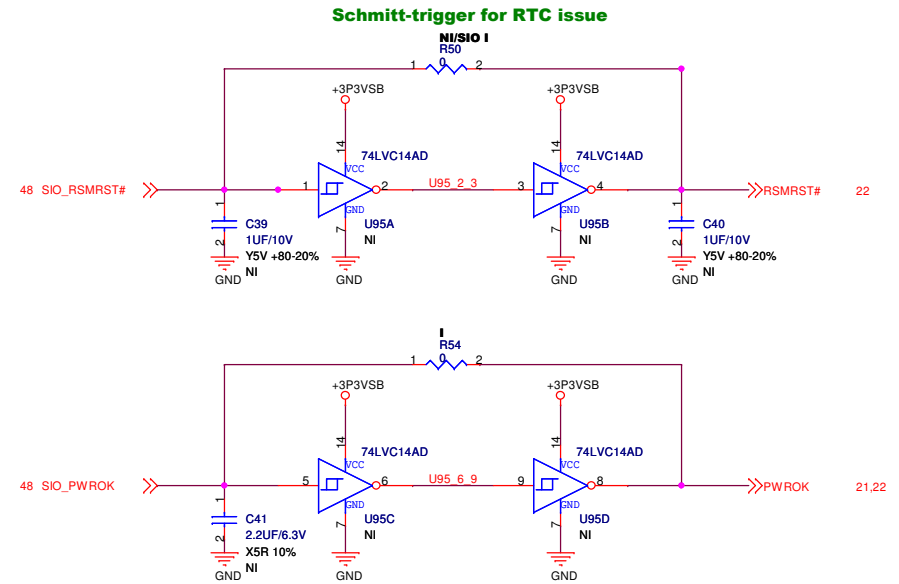 Schmitt-trigger for RTC issue
NI/SIO I
R50
1 0 2
+3P3VSB +3P3VSB
14 14
74LVC14AD 74LVC14AD
VCC VCC
48 SIO_RSMRST# 1 2 U95_2_3 3 4 RSMRST# 22
GND GND
1 7 7 1
C39 U95A U95B C40
1UF/10V NI NI 1UF/10V
2 Y5V +80-20% 2 Y5V +80-20%
NI NI
GND GND GND GND
I
R54
1 0 2
+3P3VSB +3P3VSB
14 14
74LVC14AD 74LVC14AD
VCC VCC
48 SIO_PWROK 5 6 U95_6_9 9 8 PWROK 21,22
GND GND
1 7 7
C41 U95C U95D
2.2UF/6.3V NI NI
2 X5R 10%
NI
GND GND GND